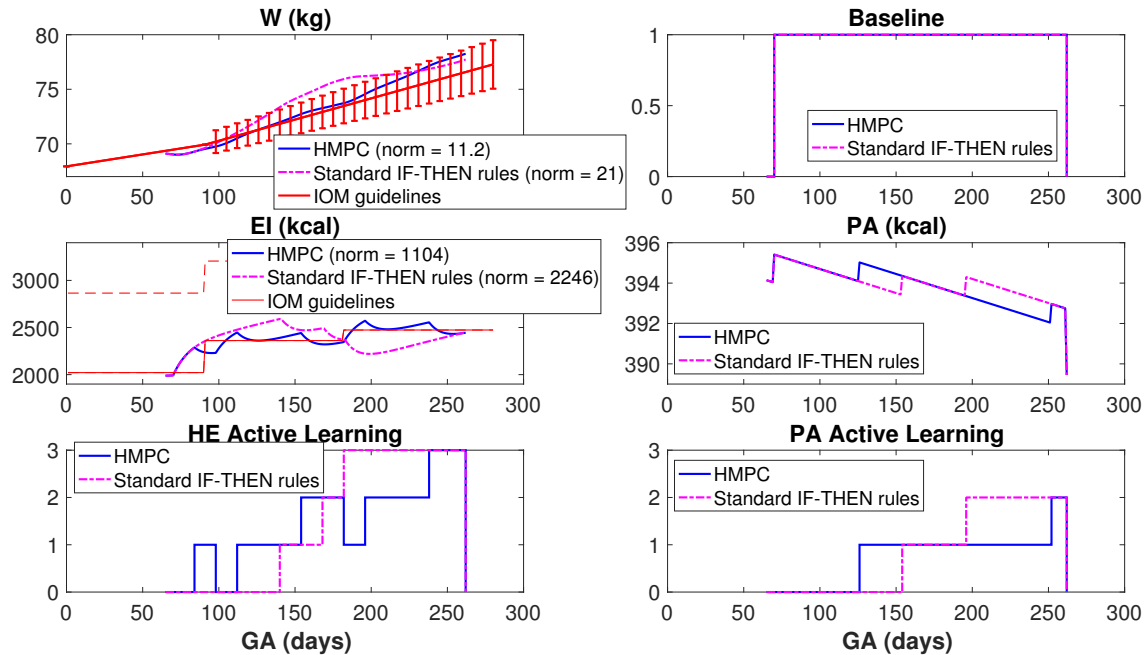 W (kg)
80
75
70
0
50
100
150
200
250
300
HMPC (norm = 11.2)
Standard IF-THEN rules (norm = 21)
IOM guidelines
Baseline
1
0.5
0
0
50
100
150
200
250
300
HMPC
Standard IF-THEN rules
EI (kcal)
3000
2500
2000
0
50
100
150
200
250
300
HMPC (norm = 1104)
Standard IF-THEN rules (norm = 2246)
IOM guidelines
PA (kcal)
396
394
392
390
0
50
100
150
200
250
300
HMPC
Standard IF-THEN rules
HE Active Learning
3
2
1
0
0
50
100
150
200
250
300
HMPC
Standard IF-THEN rules
GA (days)
PA Active Learning
3
2
1
0
0
50
100
150
200
250
300
HMPC
Standard IF-THEN rules
GA (days)